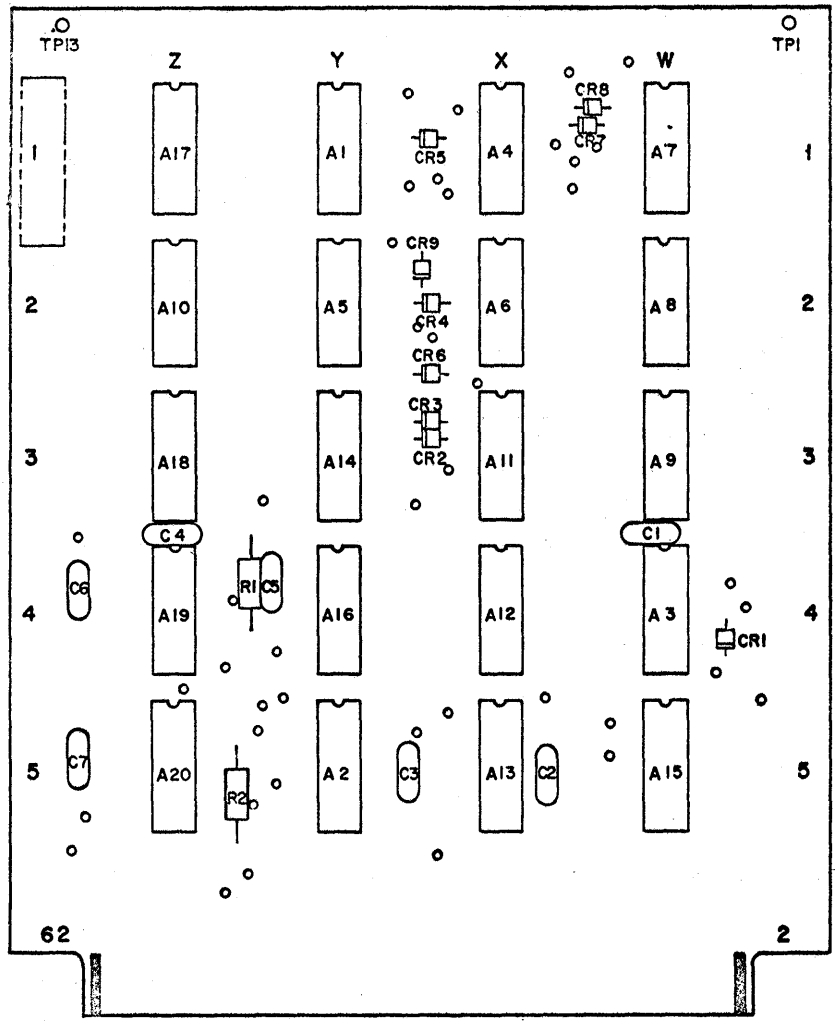 TP13 TP1
Z Y X W
CR8
CR7
1 A17 A1 CR5 A4 A7 1
CR9
2 A10 A5 A6 A8 2
CR4
CR6
CR3
3 A18 A14 A11 A9 3
CR2
C4 C1
C6 R1 C5
4 A19 A16 A12 A3 4
CR1
C7
5 A20 A2 C3 A13 C2 A15 5
R2
62 2